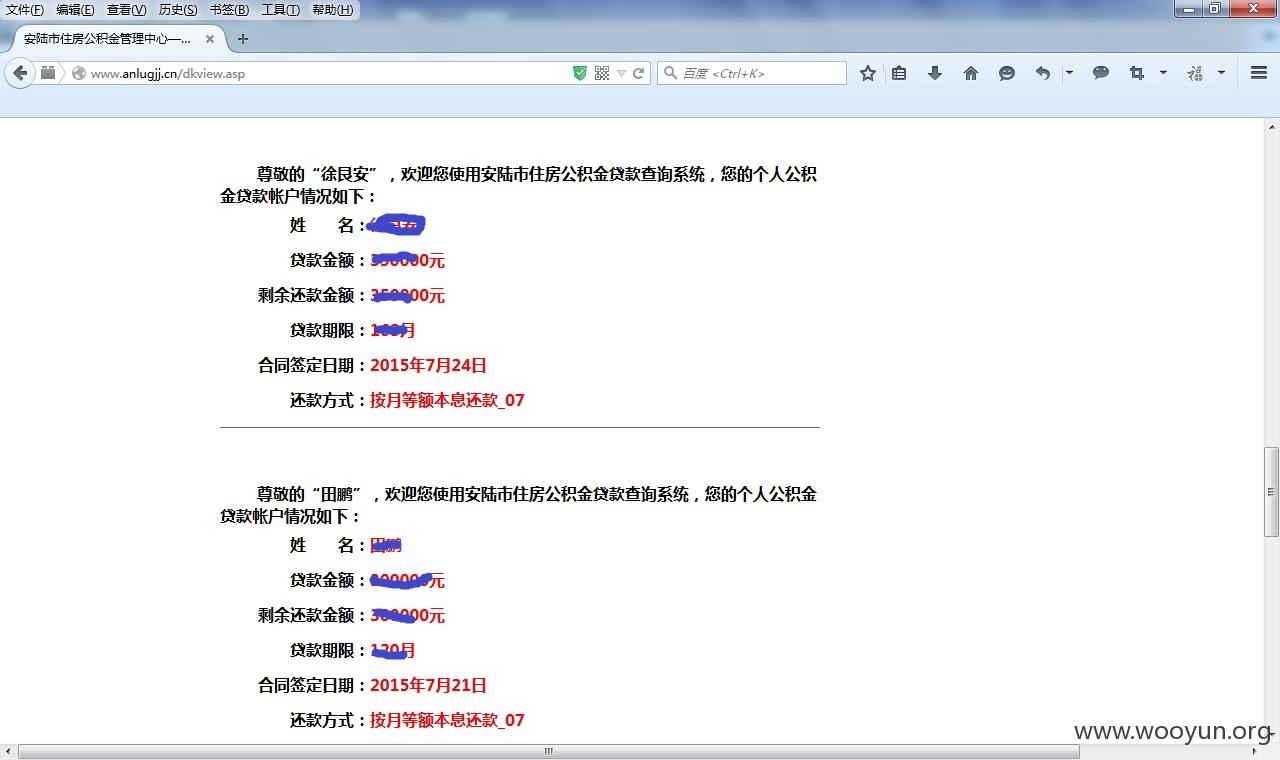 文件(F) 编辑(E) 查看(V) 历史(S) 书签(B) 工具(T) 帮助(H)
安陆市住房公积金管理中心—...
www.anlugjj.cn/dkview.asp
百度 <Ctrl+K>
尊敬的“徐良安”，欢迎您使用安陆市住房公积金贷款查询系统，您的个人公积
金贷款帐户情况如下：
姓 名：
贷款金额：元
剩余还款金额：元
贷款期限：月
合同签定日期：2015年7月24日
还款方式：按月等额本息还款_07
尊敬的“田鹏”，欢迎您使用安陆市住房公积金贷款查询系统，您的个人公积金
贷款帐户情况如下：
姓 名：
贷款金额：元
剩余还款金额：元
贷款期限：月
合同签定日期：2015年7月21日
还款方式：按月等额本息还款_07
www.wooyun.org